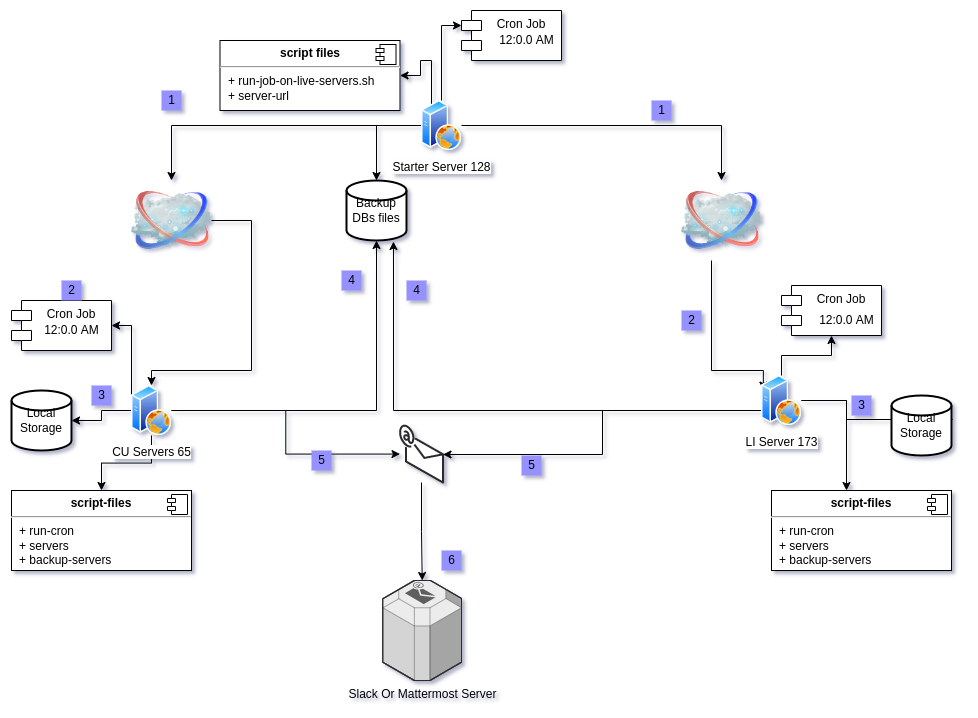 Cron Job
12:0.0 AM
script files
+ run-job-on-live-servers.sh
+ server-url
1
1
Starter Server 128
Backup
DBs files
4
4
2
Cron Job
12:0.0 AM
2
Cron Job
12:0.0 AM
3
Local
Storage
CU Servers 65
3
Local
Storage
LI Server 173
5
5
script-files
+ run-cron
+ servers
+ backup-servers
script-files
+ run-cron
+ servers
+ backup-servers
6
Slack Or Mattermost Server